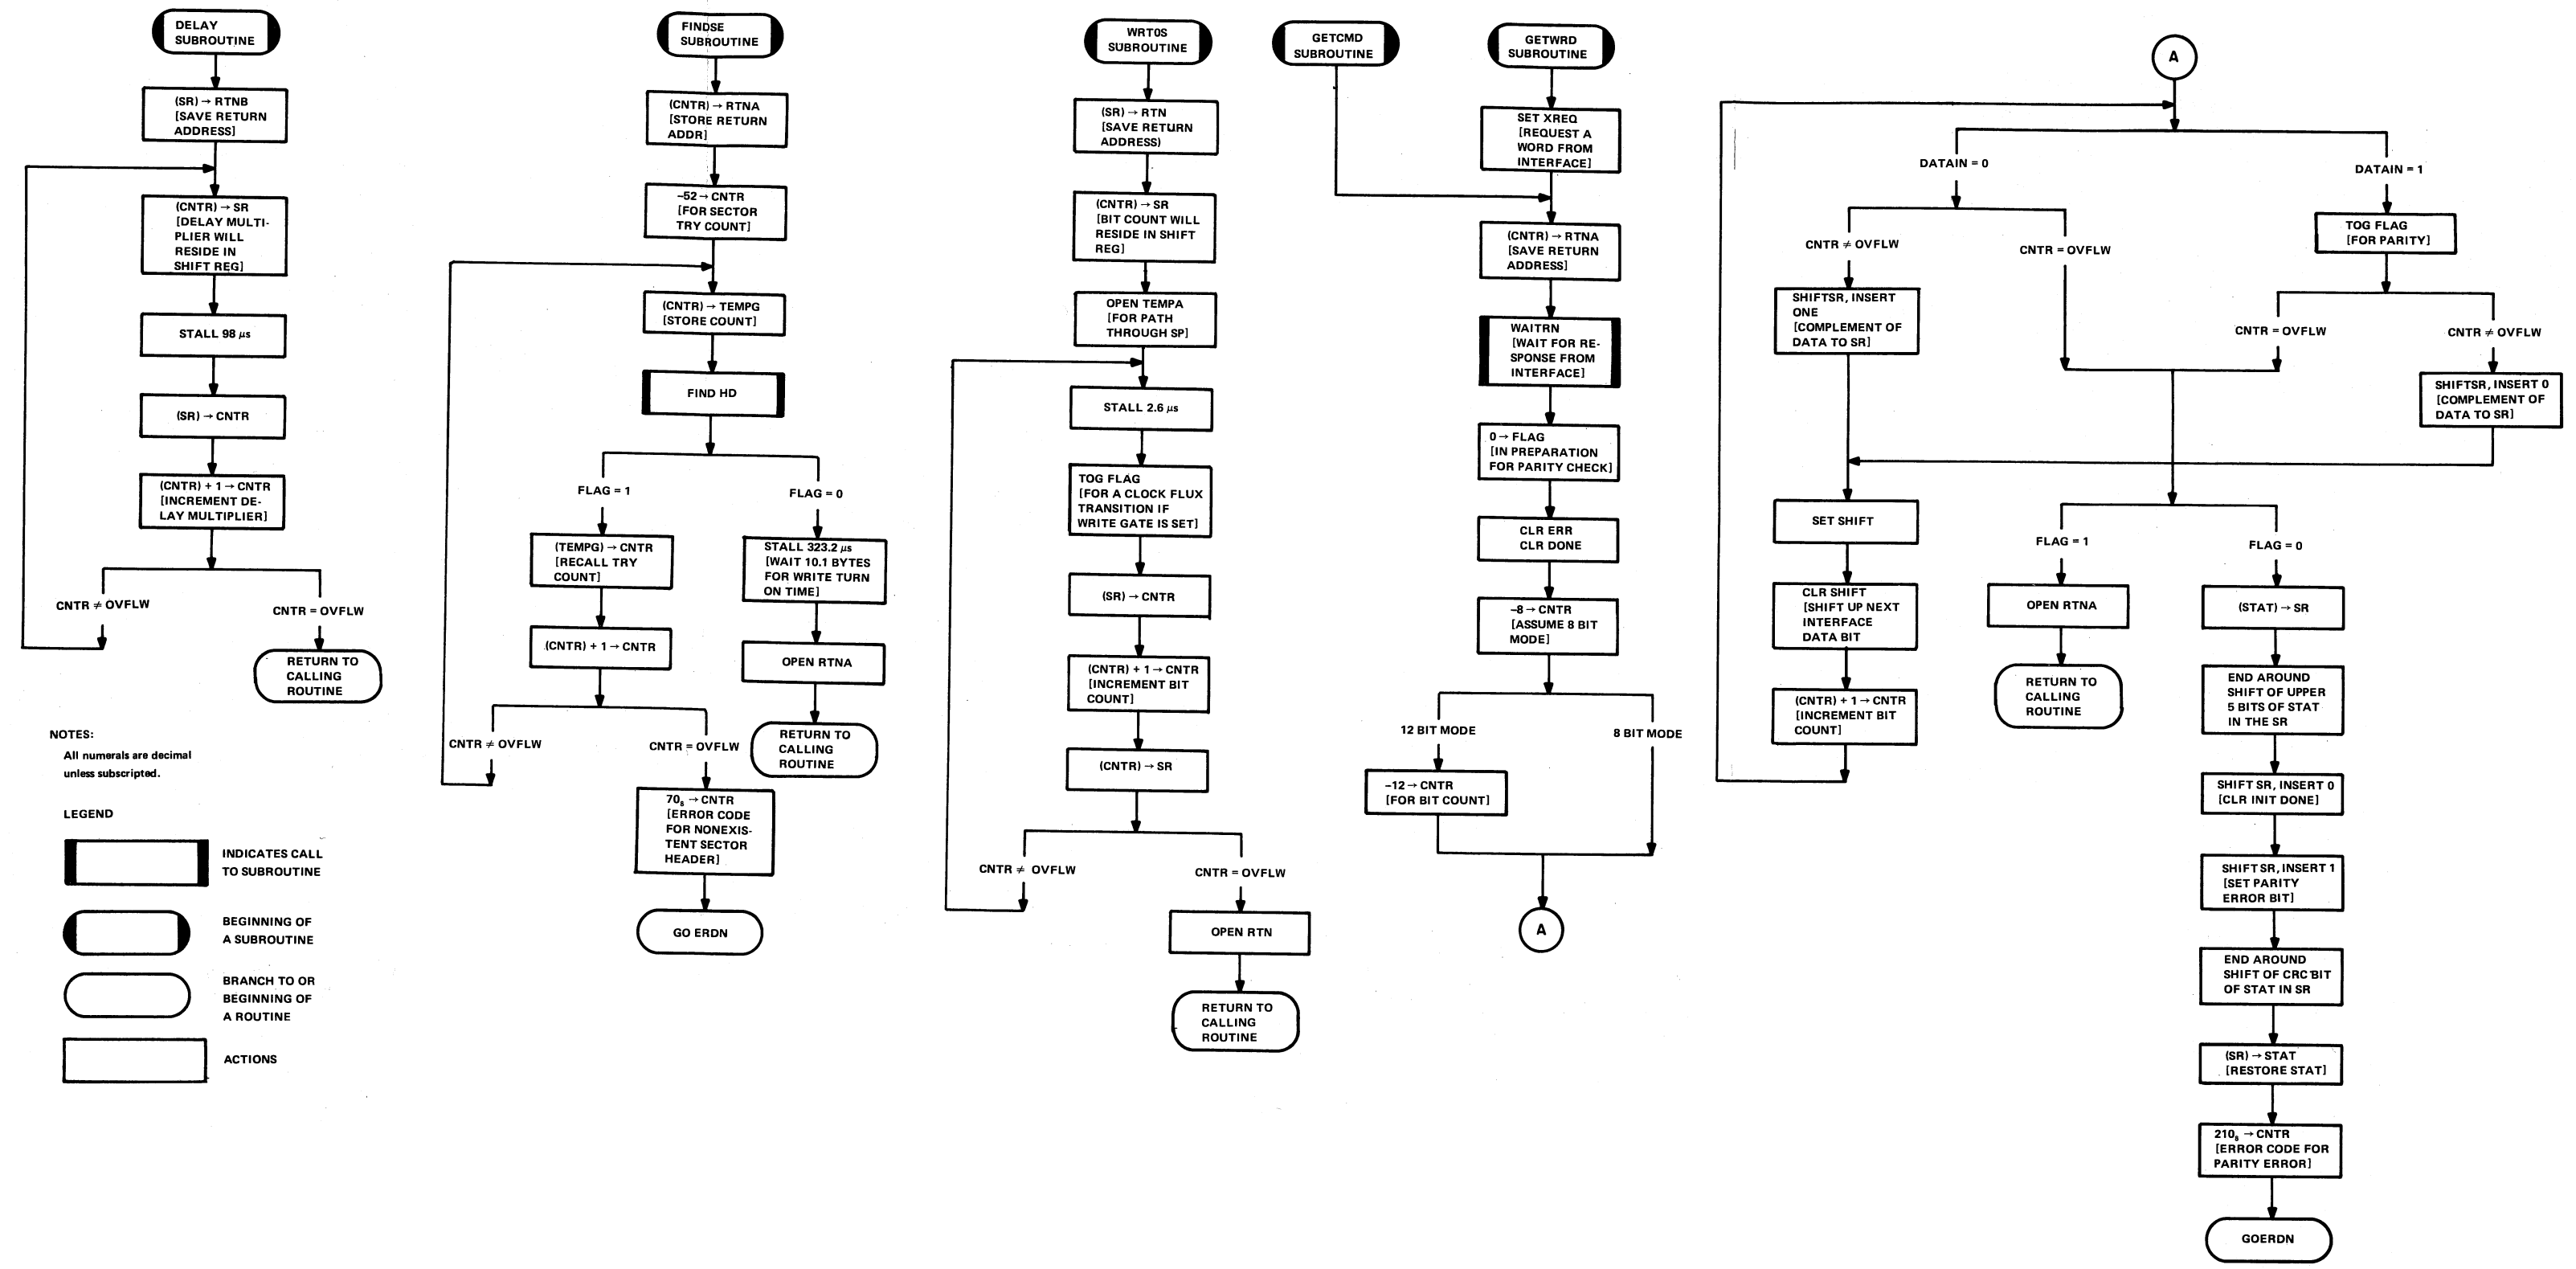 DELAY
SUBROUTINE
(SR) → RTNB
[SAVE RETURN
ADDRESS]
(CNTR) → SR
[DELAY MULTI-
PLIER WILL
RESIDE IN
SHIFT REG]
STALL 98 µs
(SR) → CNTR
(CNTR) + 1 → CNTR
[INCREMENT DE-
LAY MULTIPLIER]
CNTR ≠ OVFLW
CNTR = OVFLW
RETURN TO
CALLING
ROUTINE
NOTES:
All numerals are decimal
unless subscripted.
LEGEND
INDICATES CALL
TO SUBROUTINE
BEGINNING OF
A SUBROUTINE
BRANCH TO OR
BEGINNING OF
A ROUTINE
ACTIONS
FINDSE
SUBROUTINE
(CNTR) → RTNA
[STORE RETURN
ADDR]
–52 → CNTR
[FOR SECTOR
TRY COUNT]
(CNTR) → TEMPG
[STORE COUNT]
FIND HD
FLAG = 1
FLAG = 0
(TEMPG) → CNTR
[RECALL TRY
COUNT]
(CNTR) + 1 → CNTR
CNTR ≠ OVFLW
CNTR = OVFLW
70₈ → CNTR
[ERROR CODE
FOR NONEXIS-
TENT SECTOR
HEADER]
GO ERDN
STALL 323.2 µs
[WAIT 10.1 BYTES
FOR WRITE TURN
ON TIME]
OPEN RTNA
RETURN TO
CALLING
ROUTINE
WRT0S
SUBROUTINE
(SR) → RTN
[SAVE RETURN
ADDRESS)
(CNTR) → SR
[BIT COUNT WILL
RESIDE IN SHIFT
REG]
OPEN TEMPA
[FOR PATH
THROUGH SP]
STALL 2.6 µs
TOG FLAG
[FOR A CLOCK FLUX
TRANSITION IF
WRITE GATE IS SET]
(SR) → CNTR
(CNTR) + 1 → CNTR
[INCREMENT BIT
COUNT]
(CNTR) → SR
CNTR ≠ OVFLW
CNTR = OVFLW
OPEN RTN
RETURN TO
CALLING
ROUTINE
GETCMD
SUBROUTINE
GETWRD
SUBROUTINE
SET XREQ
[REQUEST A
WORD FROM
INTERFACE]
(CNTR) → RTNA
[SAVE RETURN
ADDRESS]
WAITRN
[WAIT FOR RE-
SPONSE FROM
INTERFACE]
0 → FLAG
[IN PREPARATION
FOR PARITY CHECK]
CLR ERR
CLR DONE
–8 → CNTR
[ASSUME 8 BIT
MODE]
12 BIT MODE
8 BIT MODE
–12 → CNTR
[FOR BIT COUNT]
A
A
DATAIN = 0
DATAIN = 1
CNTR ≠ OVFLW
CNTR = OVFLW
TOG FLAG
[FOR PARITY]
SHIFTSR, INSERT
ONE
[COMPLEMENT OF
DATA TO SR]
CNTR = OVFLW
CNTR ≠ OVFLW
SHIFTSR, INSERT 0
[COMPLEMENT OF
DATA TO SR]
SET SHIFT
CLR SHIFT
[SHIFT UP NEXT
INTERFACE
DATA BIT
(CNTR) + 1 → CNTR
[INCREMENT BIT
COUNT]
FLAG = 1
FLAG = 0
OPEN RTNA
RETURN TO
CALLING
ROUTINE
(STAT) → SR
END AROUND
SHIFT OF UPPER
5 BITS OF STAT
IN THE SR
SHIFT SR, INSERT 0
[CLR INIT DONE]
SHIFT SR, INSERT 1
[SET PARITY
ERROR BIT]
END AROUND
SHIFT OF CRC BIT
OF STAT IN SR
(SR) → STAT
[RESTORE STAT]
210₈ → CNTR
[ERROR CODE FOR
PARITY ERROR]
GOERDN